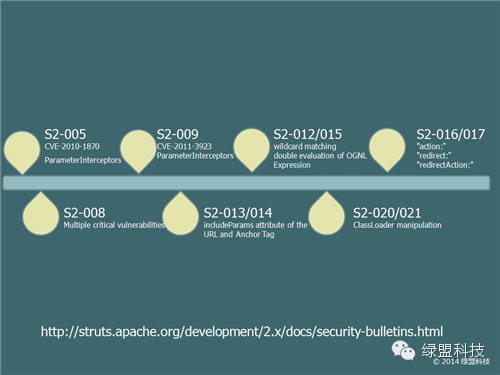 S2-005
CVE-2010-1870
ParameterInterceptors
S2-009
CVE-2011-3923
ParameterInterceptors
S2-012/015
wildcard matching
double evaluation of OGNL
Expression
S2-016/017
"action:"
"redirect:"
"redirectAction:"
S2-008
Multiple critical vulnerabilities
S2-013/014
includeParams attribute of the
URL and Anchor Tag
S2-020/021
ClassLoader manipulation
http://struts.apache.org/development/2.x/docs/security-bulletins.html
绿盟科技
© 2014 绿盟科技